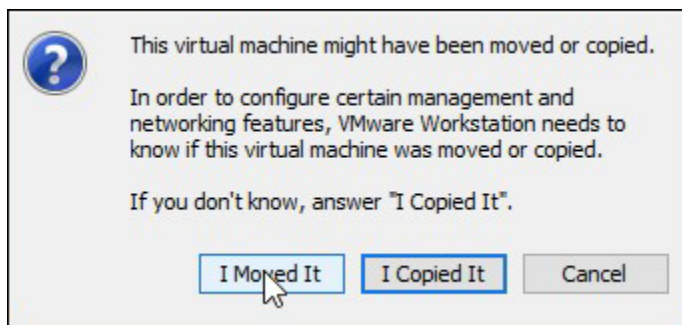 This virtual machine might have been moved or copied.
In order to configure certain management and
networking features, VMware Workstation needs to
know if this virtual machine was moved or copied.
If you don't know, answer "I Copied It".
I Moved It
I Copied It
Cancel